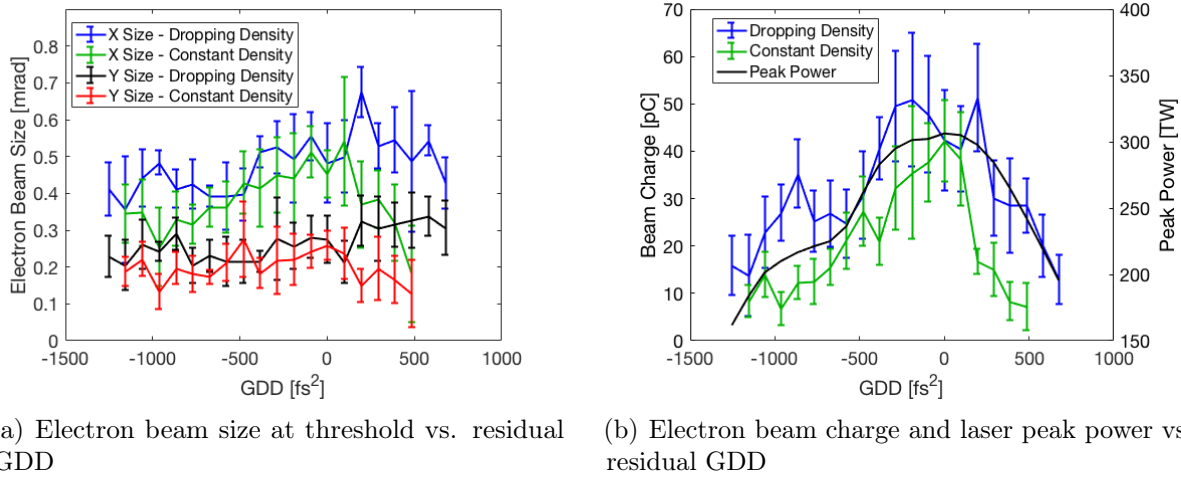 X Size - Dropping Density
X Size - Constant Density
Y Size - Dropping Density
Y Size - Constant Density
Electron Beam Size [mrad]
0.8
0.7
0.6
0.5
0.4
0.3
0.2
0.1
0
-1500
-1000
-500
0
500
1000
GDD [fs²]
a) Electron beam size at threshold vs. residual
GDD
Dropping Density
Constant Density
Peak Power
Beam Charge [pC]
70
60
50
40
30
20
10
0
-1500
-1000
-500
0
500
1000
GDD [fs²]
400
350
300
250
200
150
Peak Power [TW]
(b) Electron beam charge and laser peak power vs
residual GDD